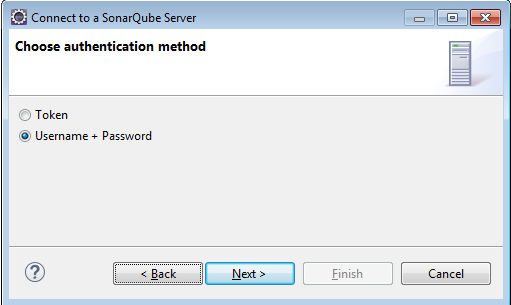 Connect to a SonarQube Server
Choose authentication method
Token
Username + Password
?
< Back
Next >
Finish
Cancel